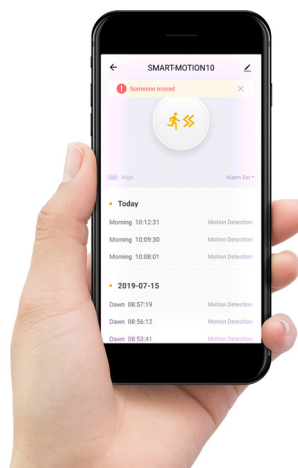 SMART-MOTION10
Someone moved
High
Alarm Set
Today
Morning 10:12:31 Motion Detection
Morning 10:09:30 Motion Detection
Morning 10:08:01 Motion Detection
2019-07-15
Dawn 08:57:19 Motion Detection
Dawn 08:56:12 Motion Detection
Dawn 08:53:41 Motion Detection